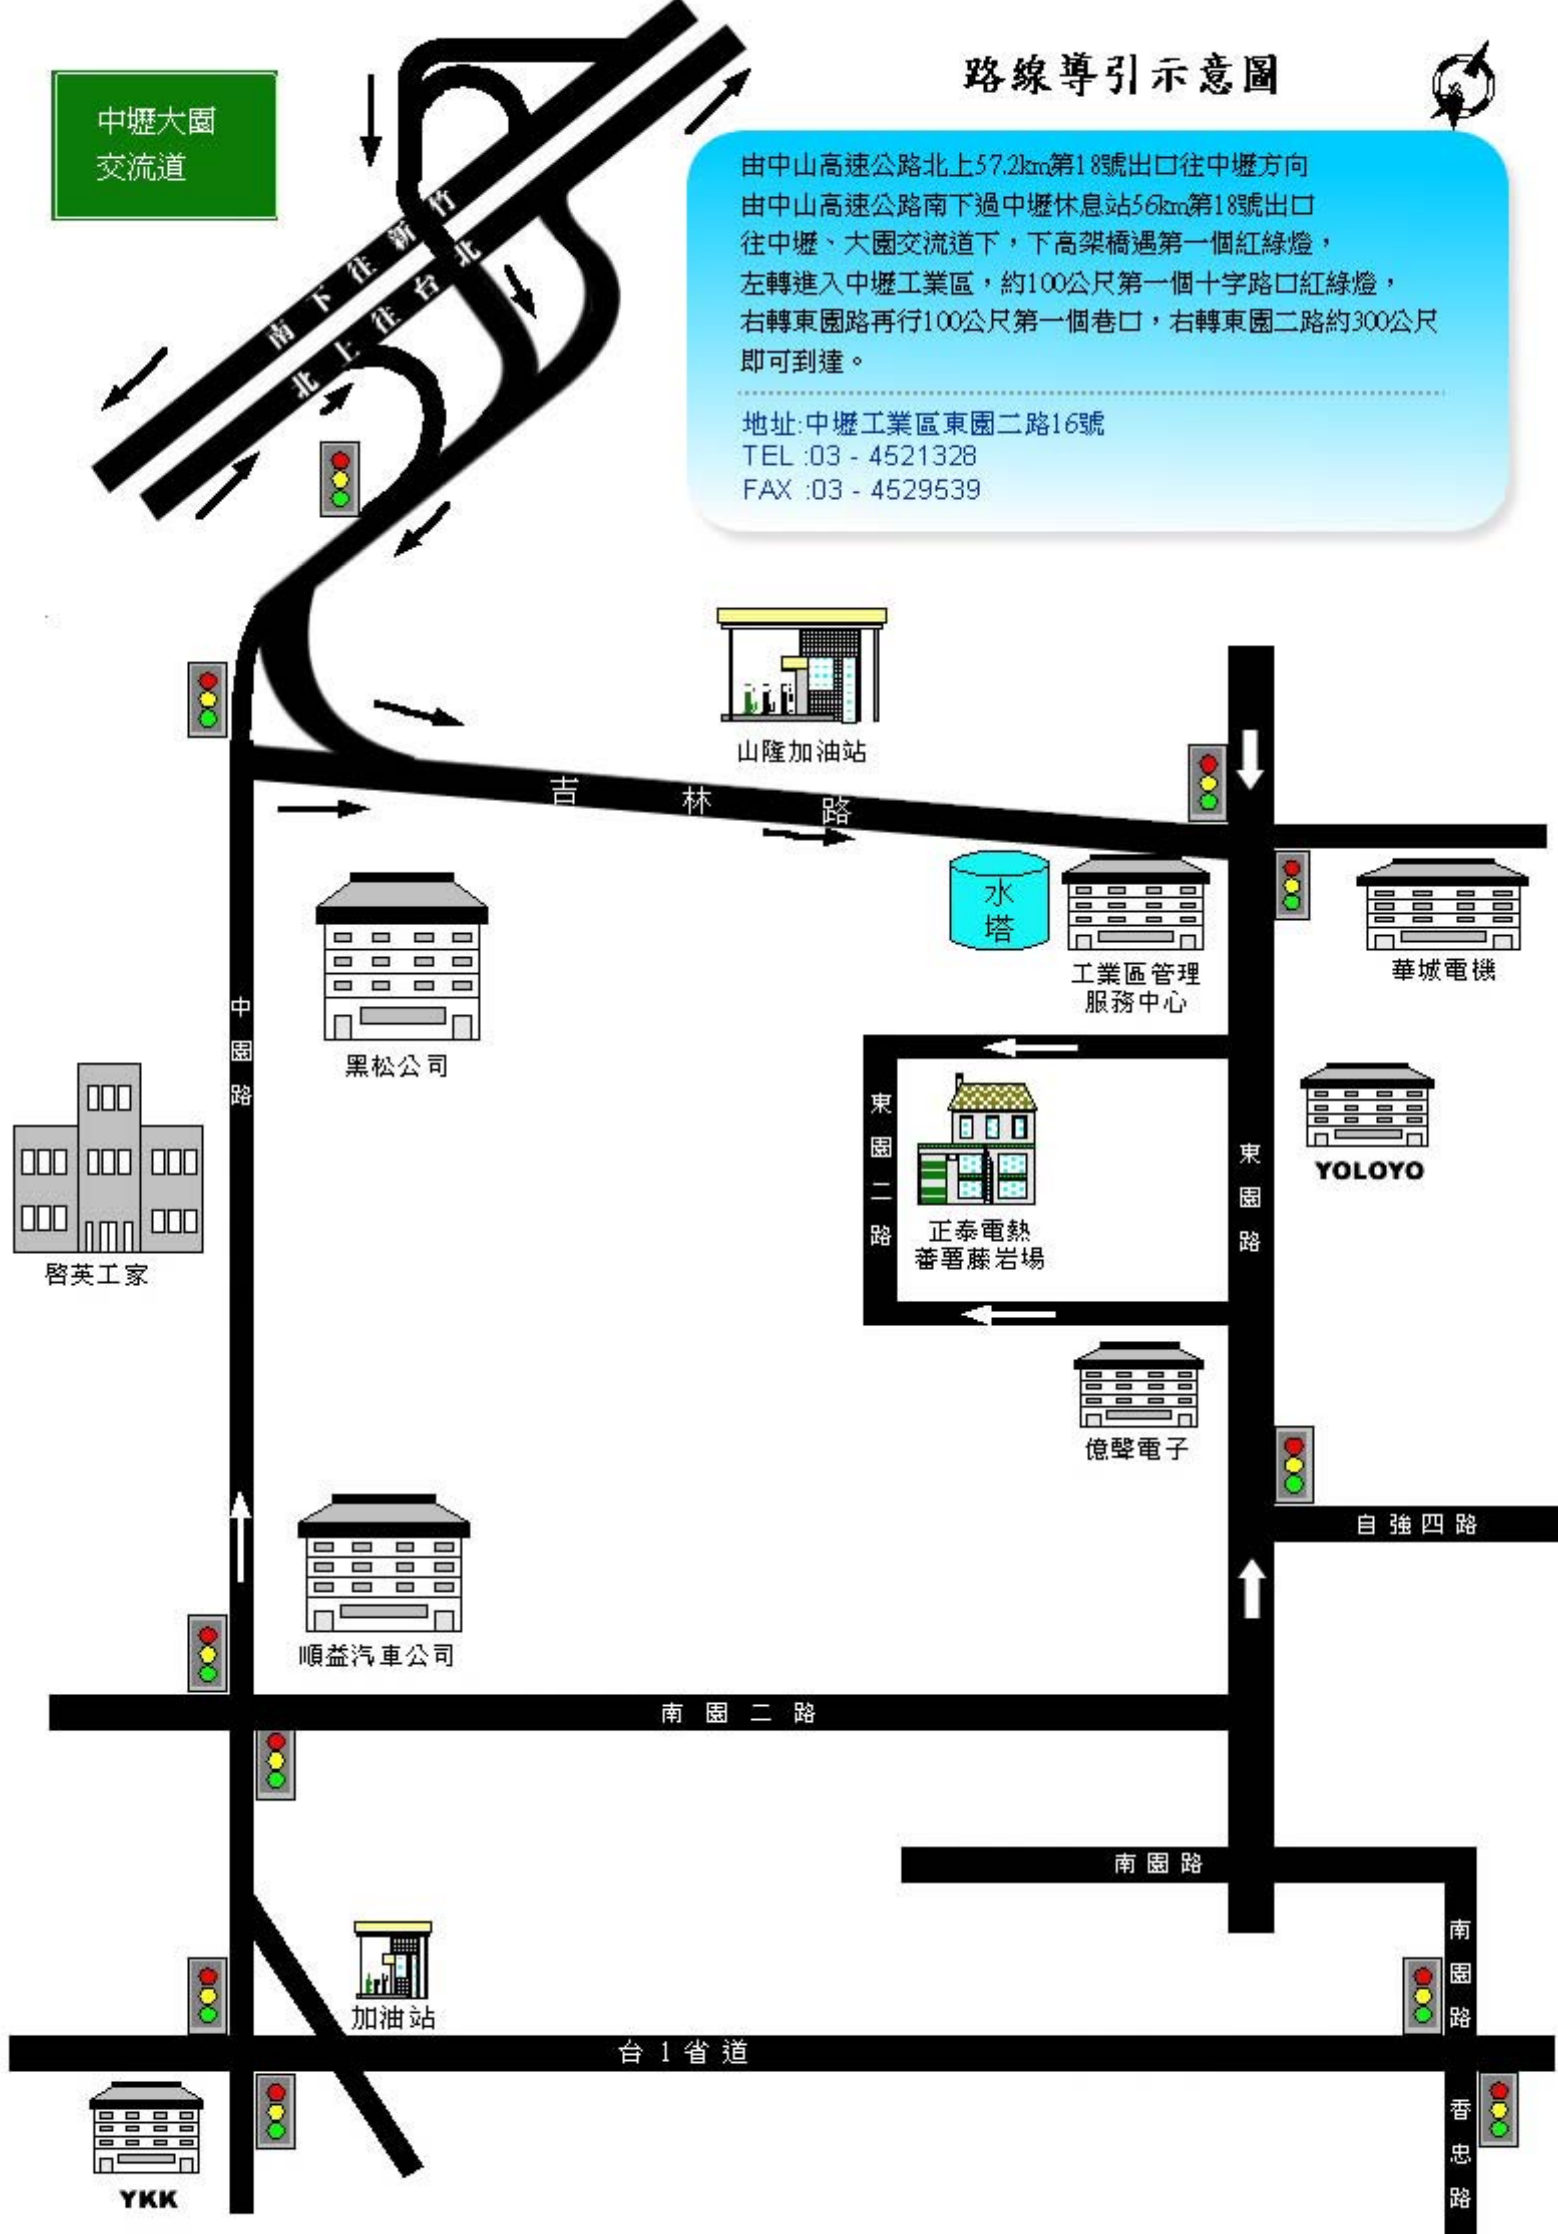 路線導引示意圖
中壢大園
交流道
由中山高速公路北上57.2km第18號出口往中壢方向
由中山高速公路南下過中壢休息站56km第18號出口
往中壢、大園交流道下，下高架橋遇第一個紅綠燈，
左轉進入中壢工業區，約100公尺第一個十字路口紅綠燈，
右轉東園路再行100公尺第一個巷口，右轉東園二路約300公尺
即可到達。
地址:中壢工業區東園二路16號
TEL :03 - 4521328
FAX :03 - 4529539
南下往新竹
北上往台北
山隆加油站
吉林路
水塔
工業區管理
服務中心
華城電機
黑松公司
中園路
東園二路
正泰電熱
蕃薯藤岩場
東園路
YOLOYO
啓英工家
億聲電子
自強四路
順益汽車公司
南園二路
南園路
南園路
加油站
台1省道
香忠路
YKK